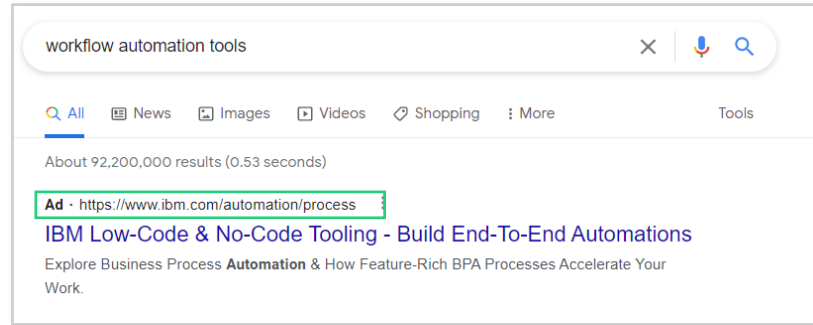 workflow automation tools
All News Images Videos Shopping More Tools
About 92,200,000 results (0.53 seconds)
Ad · https://www.ibm.com/automation/process
IBM Low-Code & No-Code Tooling - Build End-To-End Automations
Explore Business Process Automation & How Feature-Rich BPA Processes Accelerate Your
Work.